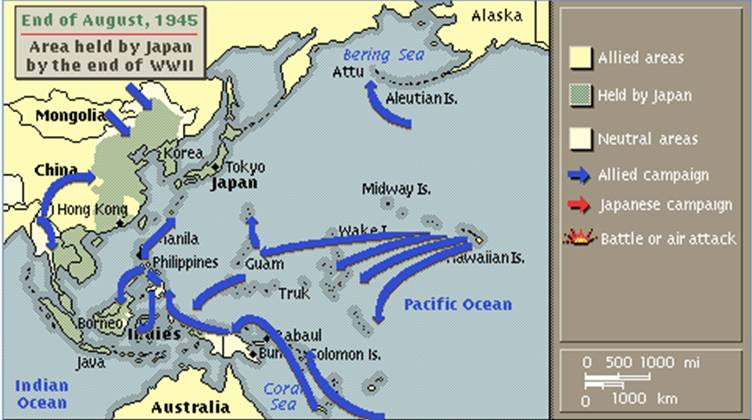 End of August, 1945
Area held by Japan
by the end of WWII
Alaska
Bering Sea
Attu
Aleutian Is.
Mongolia
Korea
China
Tokyo
Japan
Midway Is.
Hong Kong
Wake I.
Manila
Hawaiian Is.
Philippines
Guam
Truk
Pacific Ocean
Borneo
Indies
Rabaul
Solomon Is.
Java
Indian
Ocean
Coral
Sea
Australia
Allied areas
Held by Japan
Neutral areas
Allied campaign
Japanese campaign
Battle or air attack
0 500 1000 mi
0 1000 km